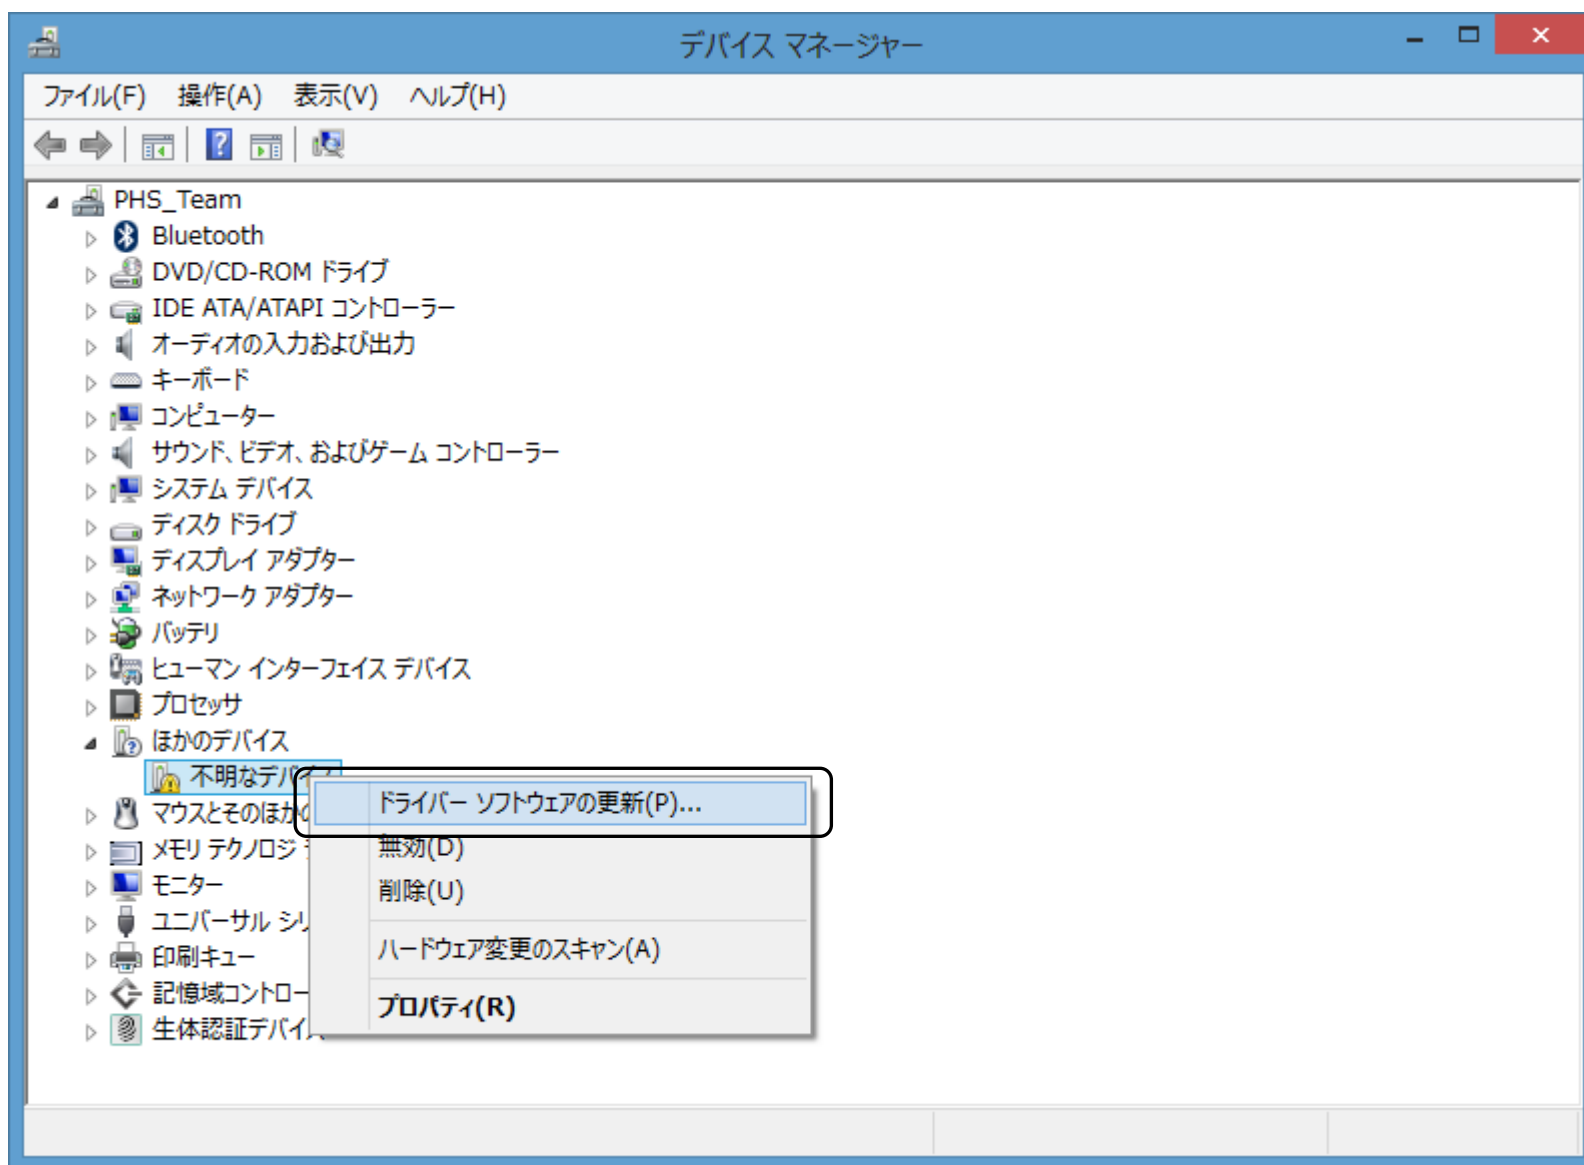 デバイス マネージャー
ファイル(F) 操作(A) 表示(V) ヘルプ(H)
PHS_Team
Bluetooth
DVD/CD-ROM ドライブ
IDE ATA/ATAPI コントローラー
オーディオの入力および出力
キーボード
コンピューター
サウンド、ビデオ、およびゲーム コントローラー
システム デバイス
ディスク ドライブ
ディスプレイ アダプター
ネットワーク アダプター
バッテリ
ヒューマン インターフェイス デバイス
プロセッサ
ほかのデバイス
不明なデバイス
マウスとそのほかの
メモリ テクノロジ
モニター
ユニバーサル シリ
印刷キュー
記憶域コントロー
生体認証デバイス
ドライバー ソフトウェアの更新(P)...
無効(D)
削除(U)
ハードウェア変更のスキャン(A)
プロパティ(R)